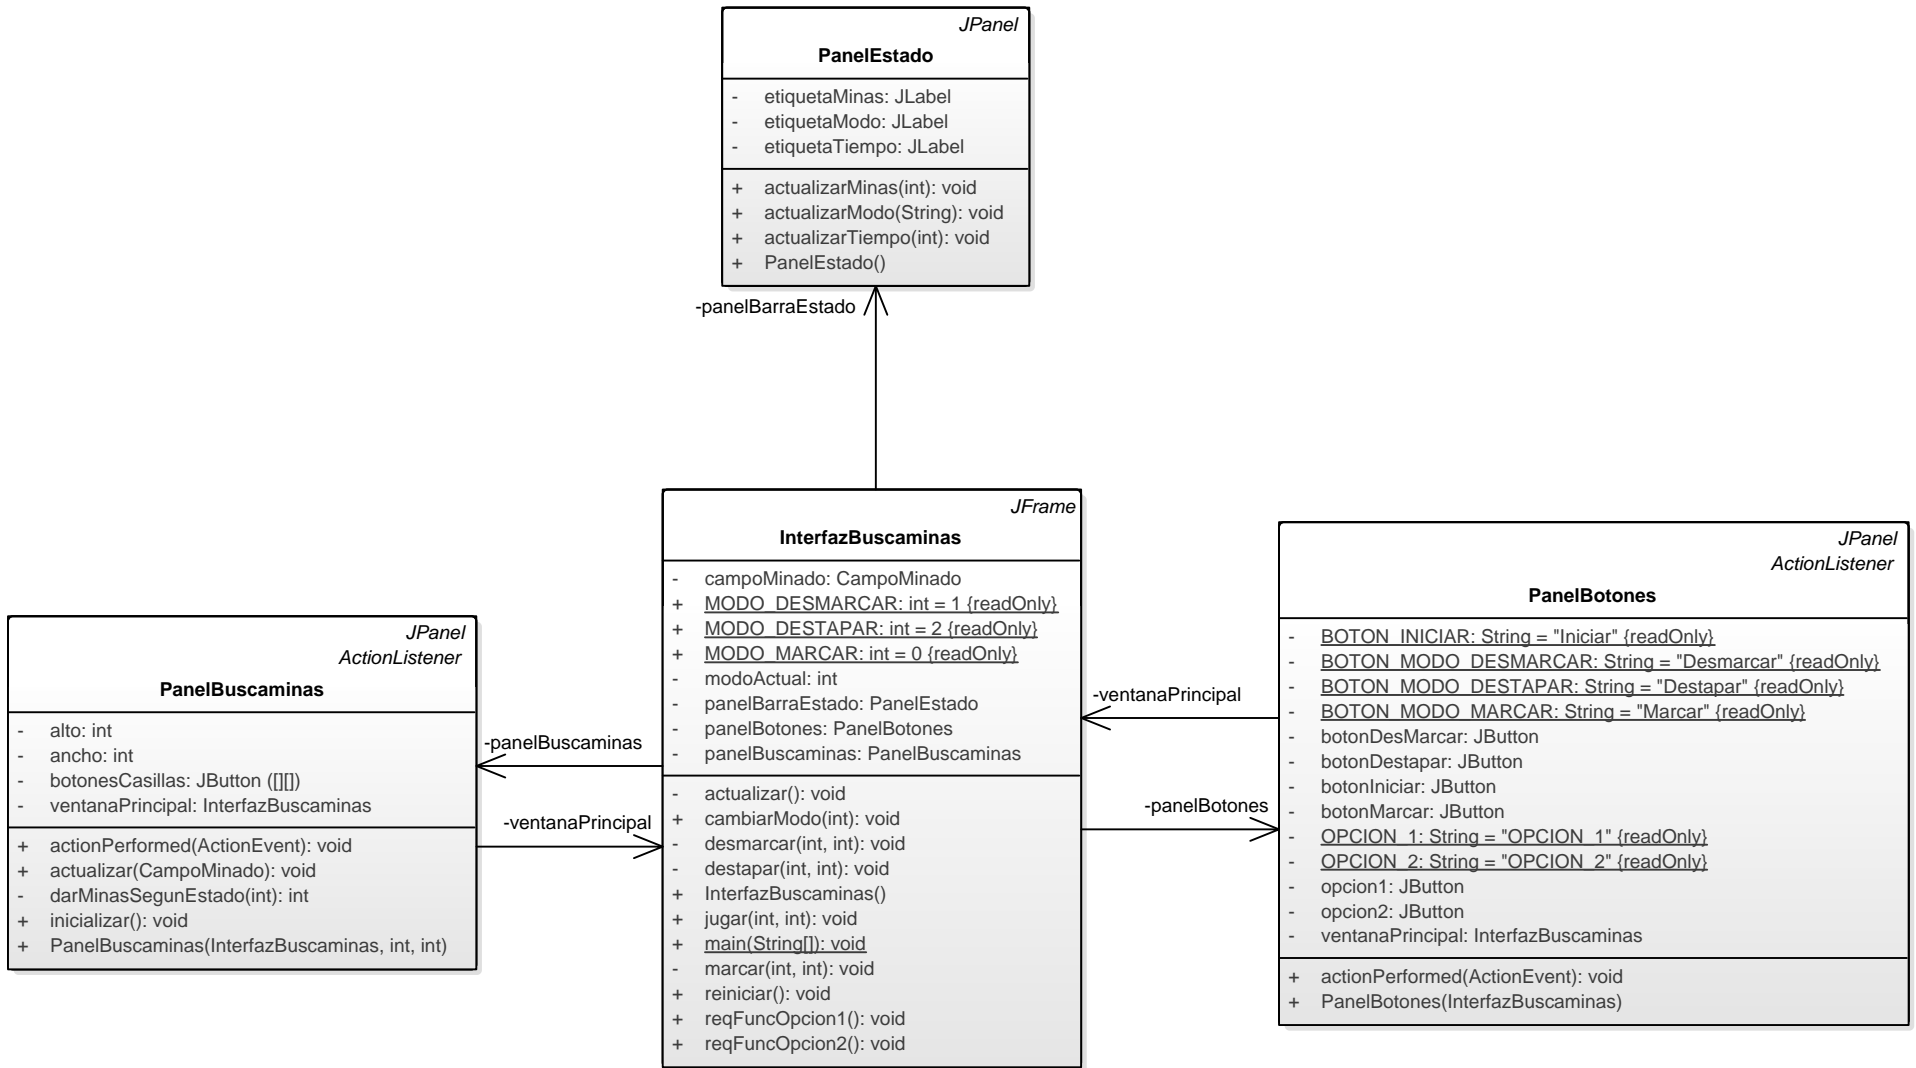 JPanel
PanelEstado
- etiquetaMinas: JLabel
- etiquetaModo: JLabel
- etiquetaTiempo: JLabel
+ actualizarMinas(int): void
+ actualizarModo(String): void
+ actualizarTiempo(int): void
+ PanelEstado()
-panelBarraEstado
JPanel
ActionListener
PanelBuscaminas
- alto: int
- ancho: int
- botonesCasillas: JButton ([][])
- ventanaPrincipal: InterfazBuscaminas
+ actionPerformed(ActionEvent): void
+ actualizar(CampoMinado): void
- darMinasSegunEstado(int): int
+ inicializar(): void
+ PanelBuscaminas(InterfazBuscaminas, int, int)
-panelBuscaminas
-ventanaPrincipal
JFrame
InterfazBuscaminas
- campoMinado: CampoMinado
+ MODO_DESMARCAR: int = 1 {readOnly}
+ MODO_DESTAPAR: int = 2 {readOnly}
+ MODO_MARCAR: int = 0 {readOnly}
- modoActual: int
- panelBarraEstado: PanelEstado
- panelBotones: PanelBotones
- panelBuscaminas: PanelBuscaminas
- actualizar(): void
+ cambiarModo(int): void
- desmarcar(int, int): void
- destapar(int, int): void
+ InterfazBuscaminas()
+ jugar(int, int): void
+ main(String[]): void
- marcar(int, int): void
+ reiniciar(): void
+ reqFuncOpcion1(): void
+ reqFuncOpcion2(): void
-ventanaPrincipal
-panelBotones
JPanel
ActionListener
PanelBotones
- BOTON_INICIAR: String = "Iniciar" {readOnly}
- BOTON_MODO_DESMARCAR: String = "Desmarcar" {readOnly}
- BOTON_MODO_DESTAPAR: String = "Destapar" {readOnly}
- BOTON_MODO_MARCAR: String = "Marcar" {readOnly}
- botonDesMarcar: JButton
- botonDestapar: JButton
- botonIniciar: JButton
- botonMarcar: JButton
- OPCION_1: String = "OPCION_1" {readOnly}
- OPCION_2: String = "OPCION_2" {readOnly}
- opcion1: JButton
- opcion2: JButton
- ventanaPrincipal: InterfazBuscaminas
+ actionPerformed(ActionEvent): void
+ PanelBotones(InterfazBuscaminas)